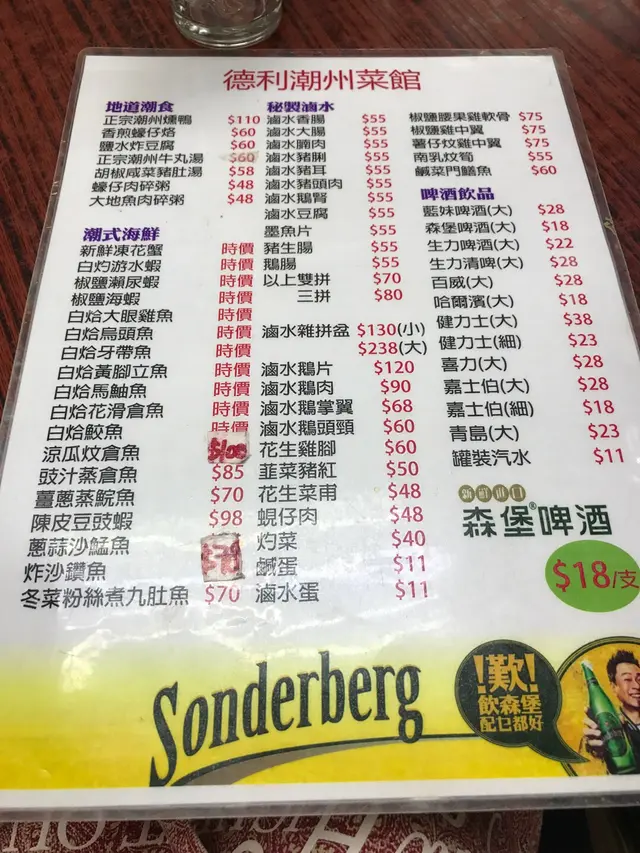 德利潮州菜館
地道潮食
正宗潮州燻鴨 $110
香煎蠔仔烙 $60
鹽水炸豆腐 $60
正宗潮州牛丸湯 $60
胡椒咸菜豬肚湯 $58
蠔仔肉碎粥 $48
大地魚肉碎粥 $48
潮式海鮮
新鮮凍花蟹 時價
白灼游水蝦 時價
椒鹽瀨尿蝦 時價
椒鹽海蝦 時價
白烚大眼雞魚 時價
白烚烏頭魚 時價
白烚牙帶魚 時價
白烚黃腳立魚 時價
白烚馬鮋魚 時價
白烚花滑倉魚 時價
白烚鮫魚 時價
涼瓜炆倉魚 $100
豉汁蒸倉魚 $85
薑蔥蒸鯇魚 $70
陳皮豆豉蝦 $98
蔥蒜沙鯭魚
炸沙鑽魚
冬菜粉絲煮九肚魚 $70
秘製滷水
滷水香腸 $55
滷水大腸 $55
滷水腩肉 $55
滷水豬脷 $55
滷水豬耳 $55
滷水豬頭肉 $55
滷水鵝腎 $55
滷水豆腐 $55
墨魚片 $55
豬生腸 $55
鵝腸 $55
以上雙拼 $70
三拼 $80
滷水雜拼盆 $130(小)
$238(大)
滷水鵝片 $120
滷水鵝肉 $90
滷水鵝掌翼 $68
滷水鵝頭頸 $60
花生雞腳 $60
韮菜豬紅 $50
花生菜甫 $48
蜆仔肉 $48
灼菜 $40
鹹蛋 $11
滷水蛋 $11
椒鹽腰果雞軟骨 $75
椒鹽雞中翼 $75
薯仔炆雞中翼 $75
南乳炆筍 $55
鹹菜門鱔魚 $60
啤酒飲品
藍妹啤酒(大) $28
森堡啤酒(大) $18
生力啤酒(大) $22
生力清啤(大) $28
百威(大) $28
哈爾濱(大) $18
健力士(大) $38
健力士(細) $23
喜力(大) $28
嘉士伯(大) $28
嘉士伯(細) $18
青島(大) $23
罐裝汽水 $11
新鮮進口
森堡®啤酒
$18/支
Sonderberg
!歎!
飲森堡
配乜都好